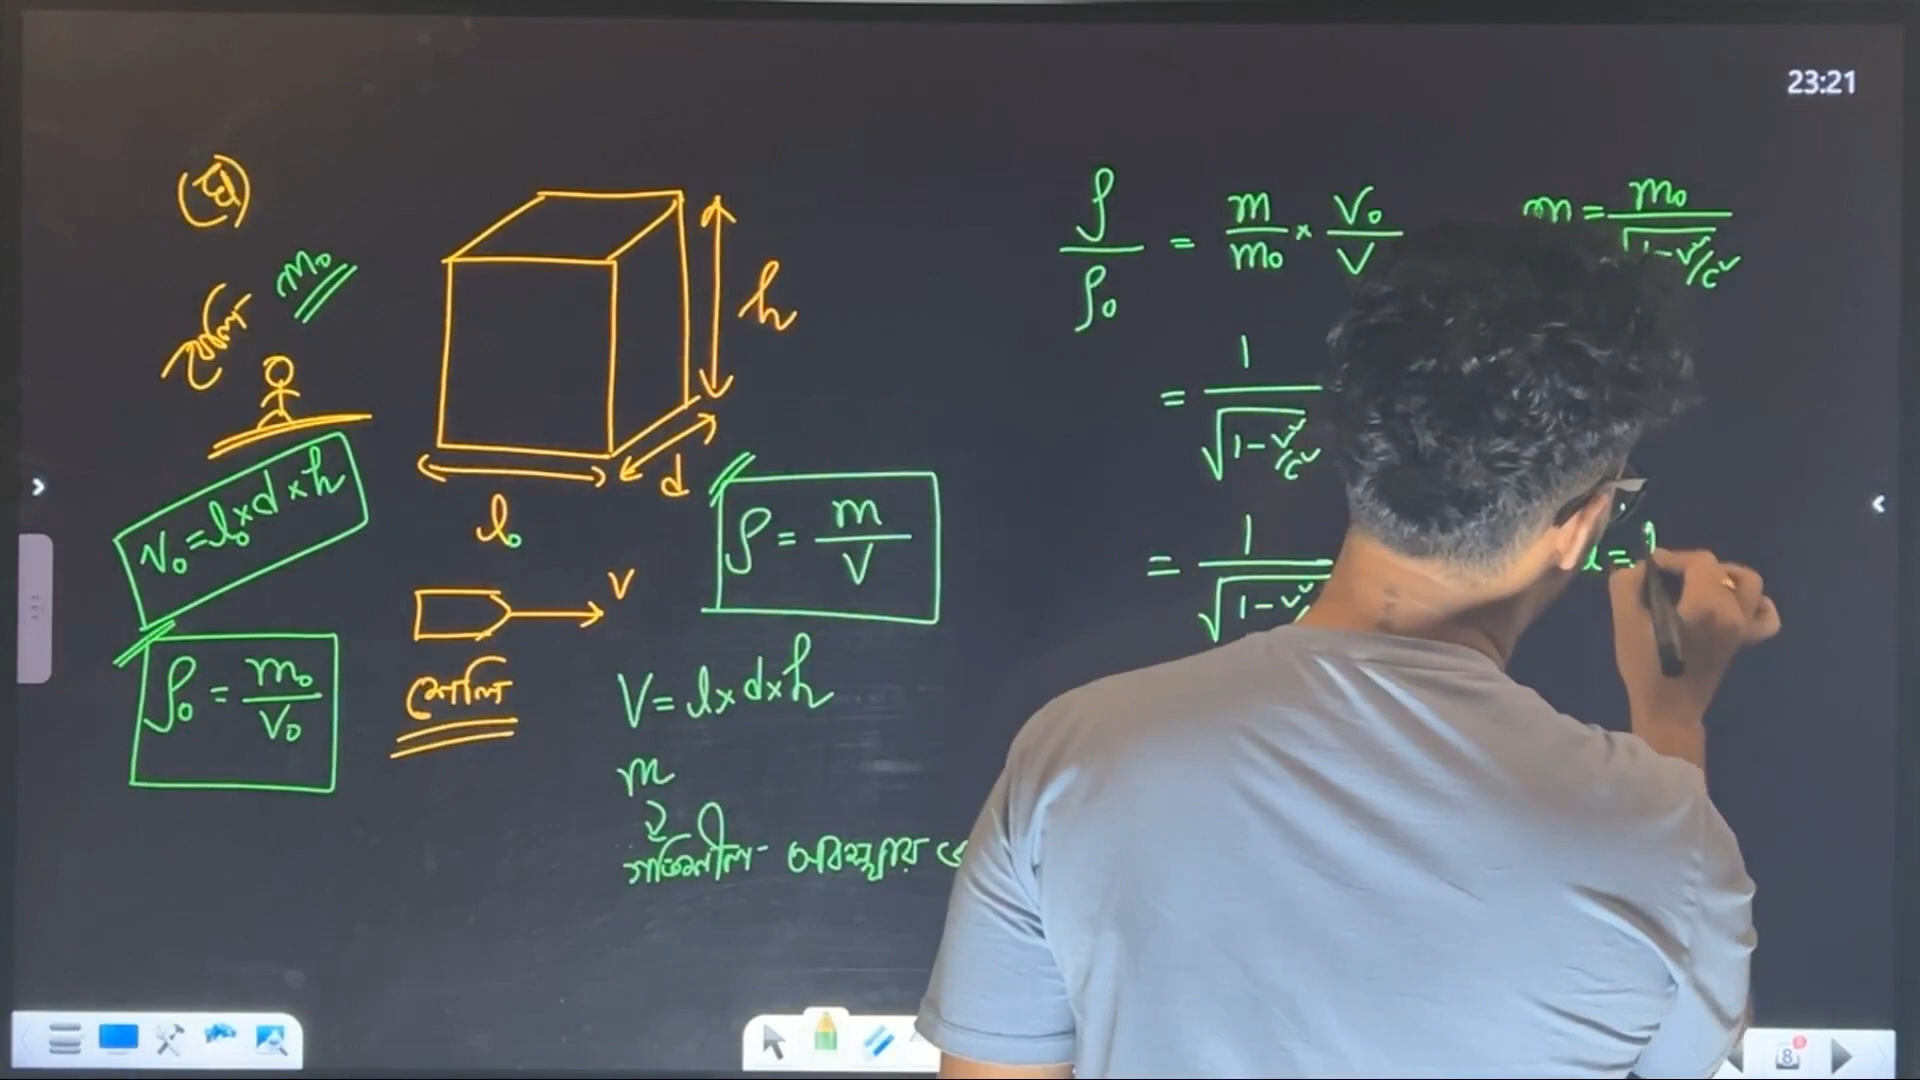 23:21
(ঘ)
m₀
h
V₀ = l₀ × d × h
d
l₀
ρ = m/V
V
ρ₀ = m₀/V₀
V = l × d × h
m
গতিশীল অবস্থায়
ρ/ρ₀ = m/m₀ × V₀/V
m = m₀/√1-v²/c²
= 1/√1-v²/c²
= 1/√1-v²
l =
8